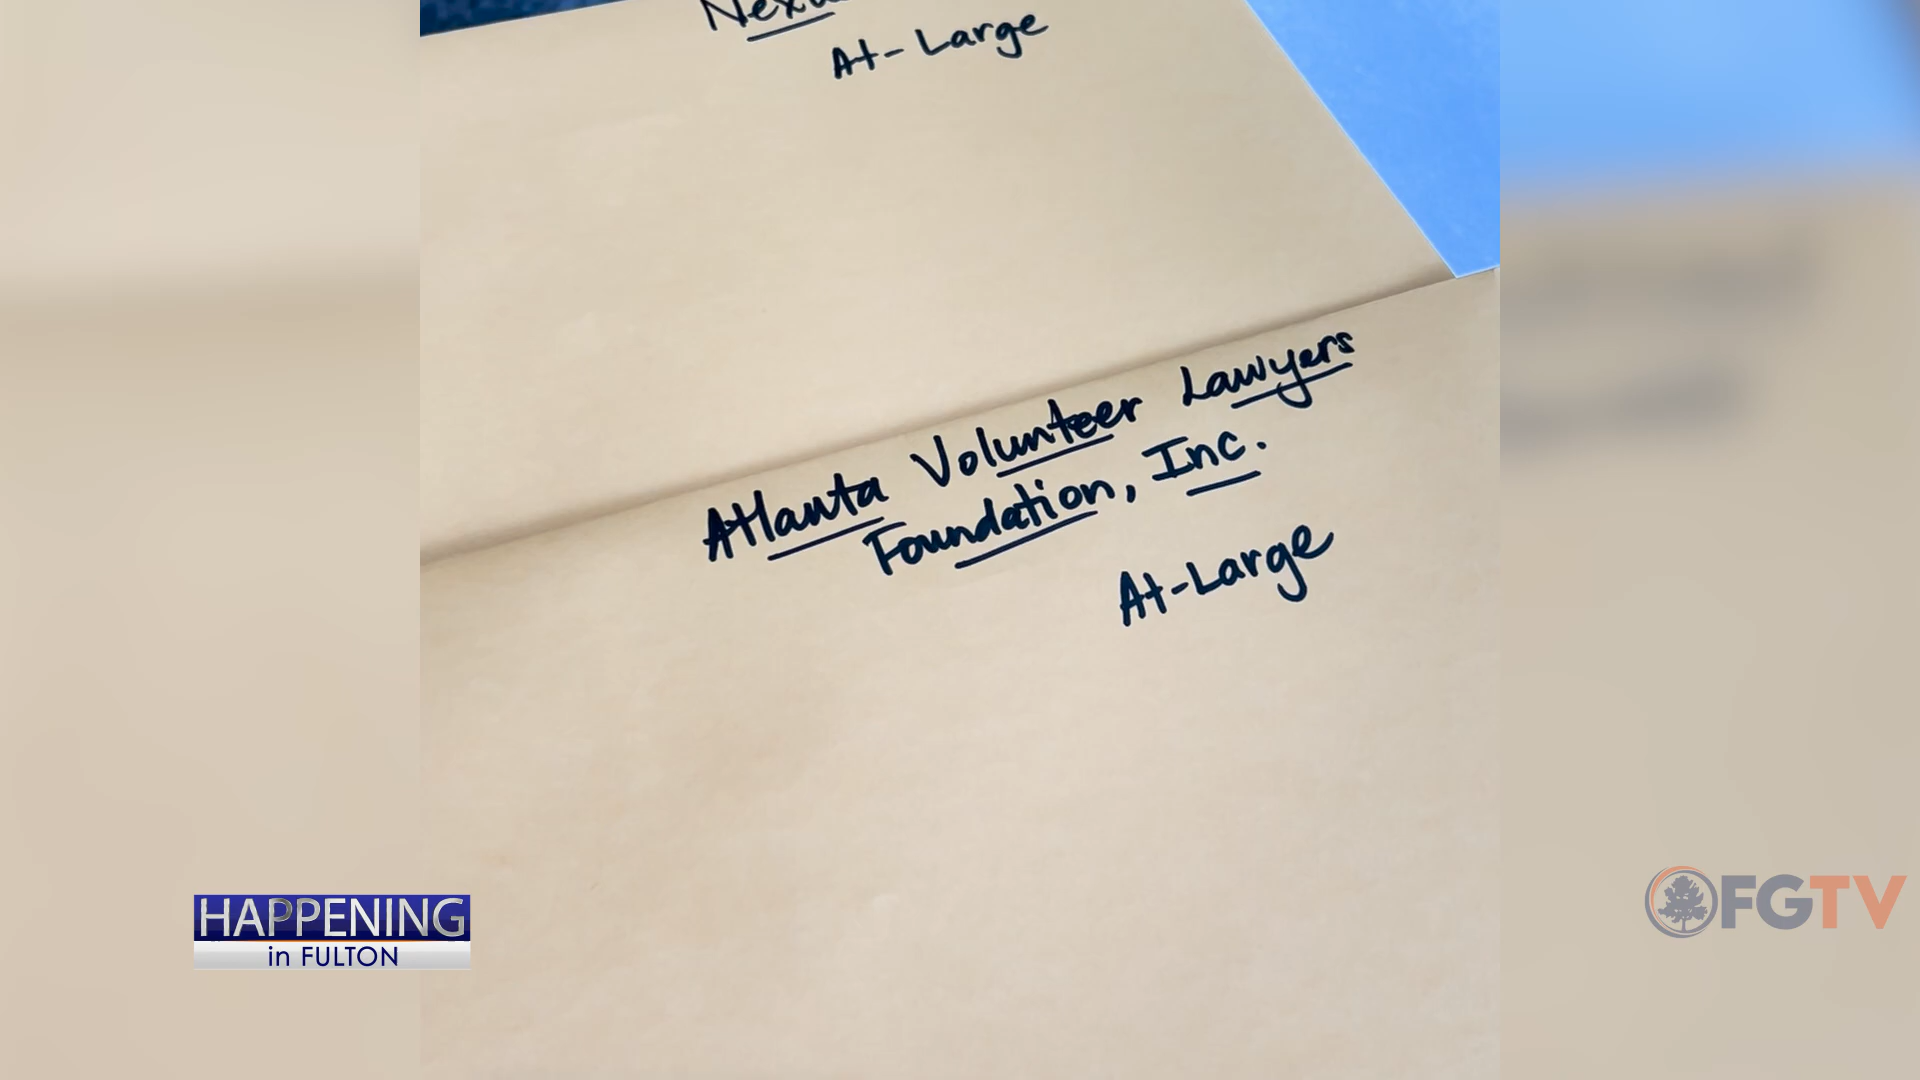 At-Large
Atlanta Volunteer Lawyers
Foundation, Inc.
At-Large
HAPPENING
in FULTON
FGTV